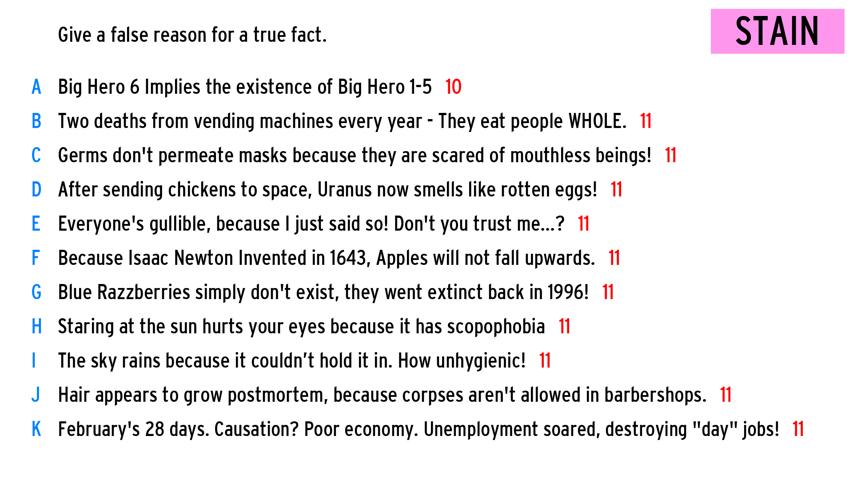 Give a false reason for a true fact.
STAIN
A Big Hero 6 Implies the existence of Big Hero 1-5 10
B Two deaths from vending machines every year - They eat people WHOLE. 11
C Germs don't permeate masks because they are scared of mouthless beings! 11
D After sending chickens to space, Uranus now smells like rotten eggs! 11
E Everyone's gullible, because I just said so! Don't you trust me...? 11
F Because Isaac Newton Invented in 1643, Apples will not fall upwards. 11
G Blue Razzberries simply don't exist, they went extinct back in 1996! 11
H Staring at the sun hurts your eyes because it has scopophobia 11
I The sky rains because it couldn’t hold it in. How unhygienic! 11
J Hair appears to grow postmortem, because corpses aren't allowed in barbershops. 11
K February's 28 days. Causation? Poor economy. Unemployment soared, destroying "day" jobs! 11